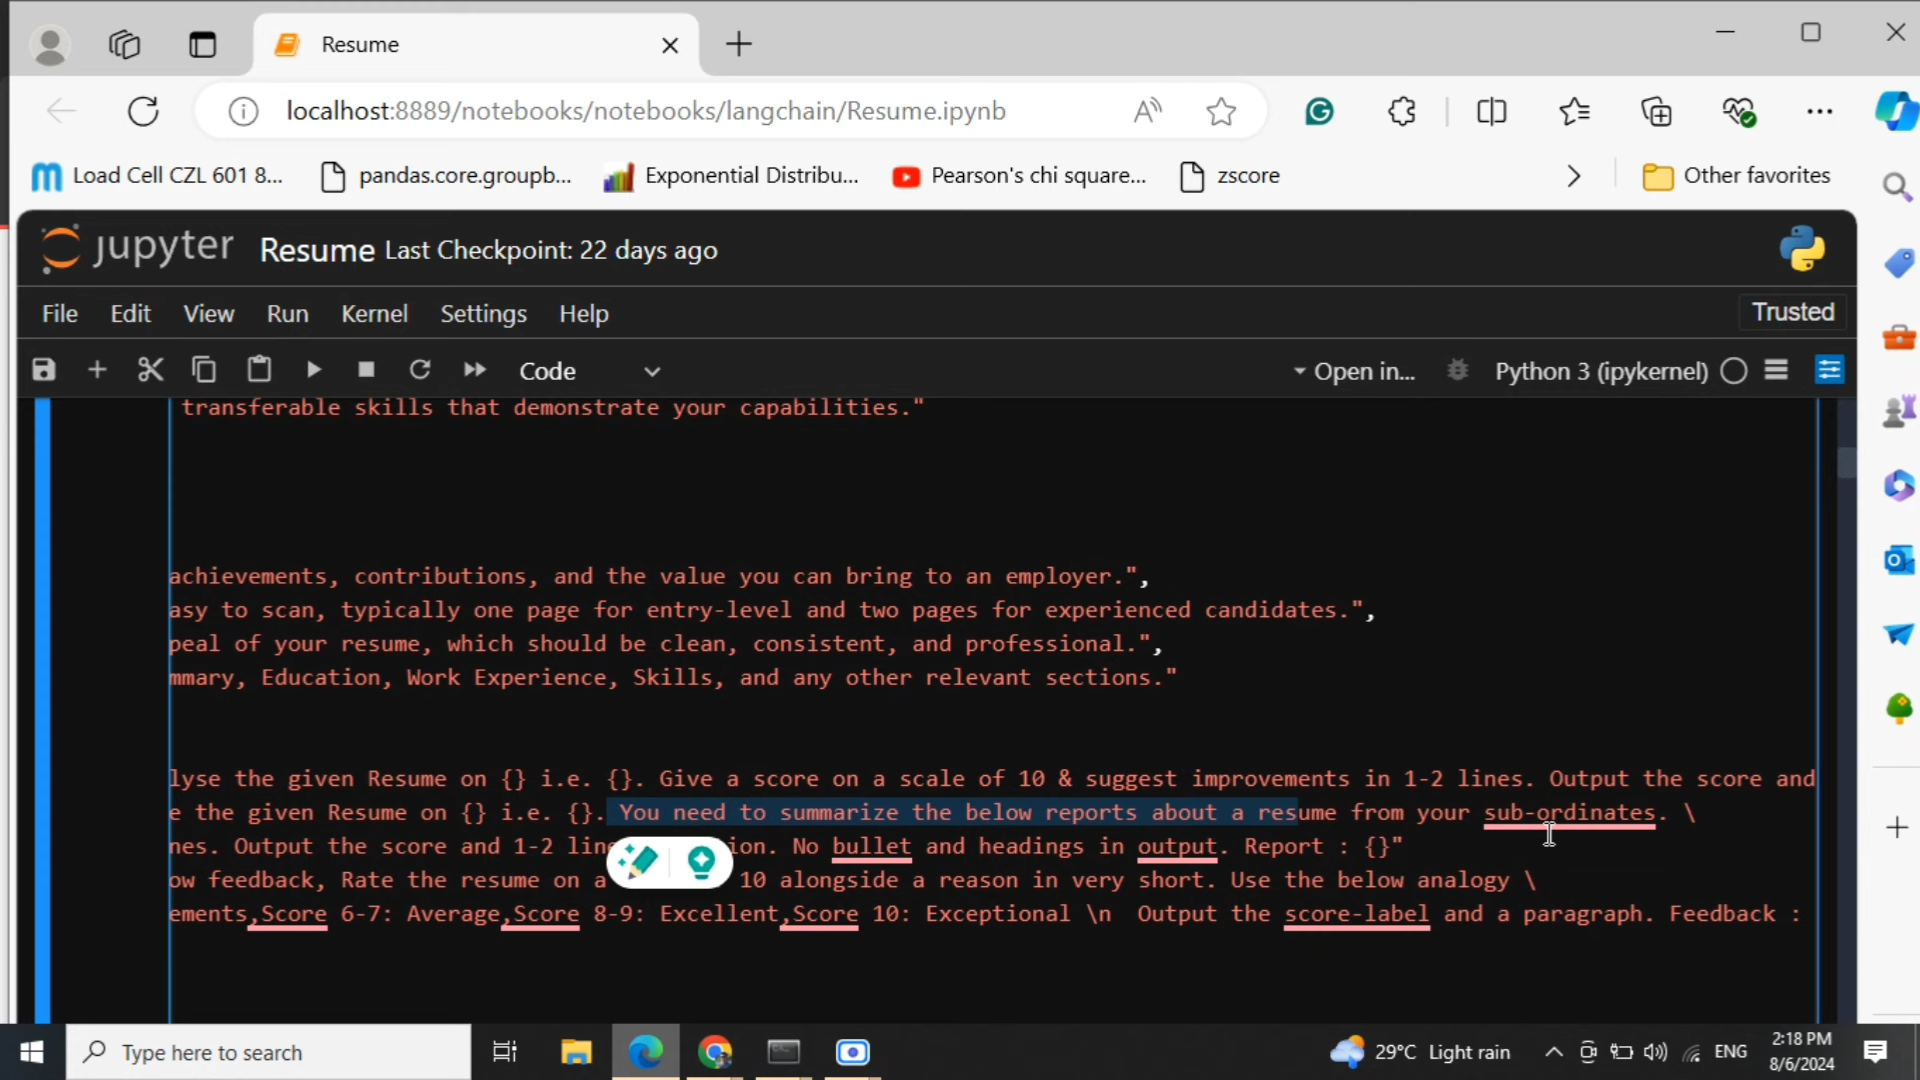 Resume
localhost:8889/notebooks/notebooks/langchain/Resume.ipynb
Load Cell CZL 601 8...
pandas.core.groupb...
Exponential Distribu...
Pearson's chi square...
zscore
Other favorites
jupyter Resume Last Checkpoint: 22 days ago
File Edit View Run Kernel Settings Help Trusted
Code Open in... Python 3 (ipykernel)
transferable skills that demonstrate your capabilities."
achievements, contributions, and the value you can bring to an employer.",
asy to scan, typically one page for entry-level and two pages for experienced candidates.",
peal of your resume, which should be clean, consistent, and professional.",
mmary, Education, Work Experience, Skills, and any other relevant sections."
lyse the given Resume on {} i.e. {}. Give a score on a scale of 10 & suggest improvements in 1-2 lines. Output the score and
e the given Resume on {} i.e. {}. You need to summarize the below reports about a resume from your sub-ordinates. \
nes. Output the score and 1-2 line ion. No bullet and headings in output. Report : {}"
ow feedback, Rate the resume on a 10 alongside a reason in very short. Use the below analogy \
ements,Score 6-7: Average,Score 8-9: Excellent,Score 10: Exceptional \n Output the score-label and a paragraph. Feedback :
Type here to search
29°C Light rain
ENG
2:18 PM
8/6/2024